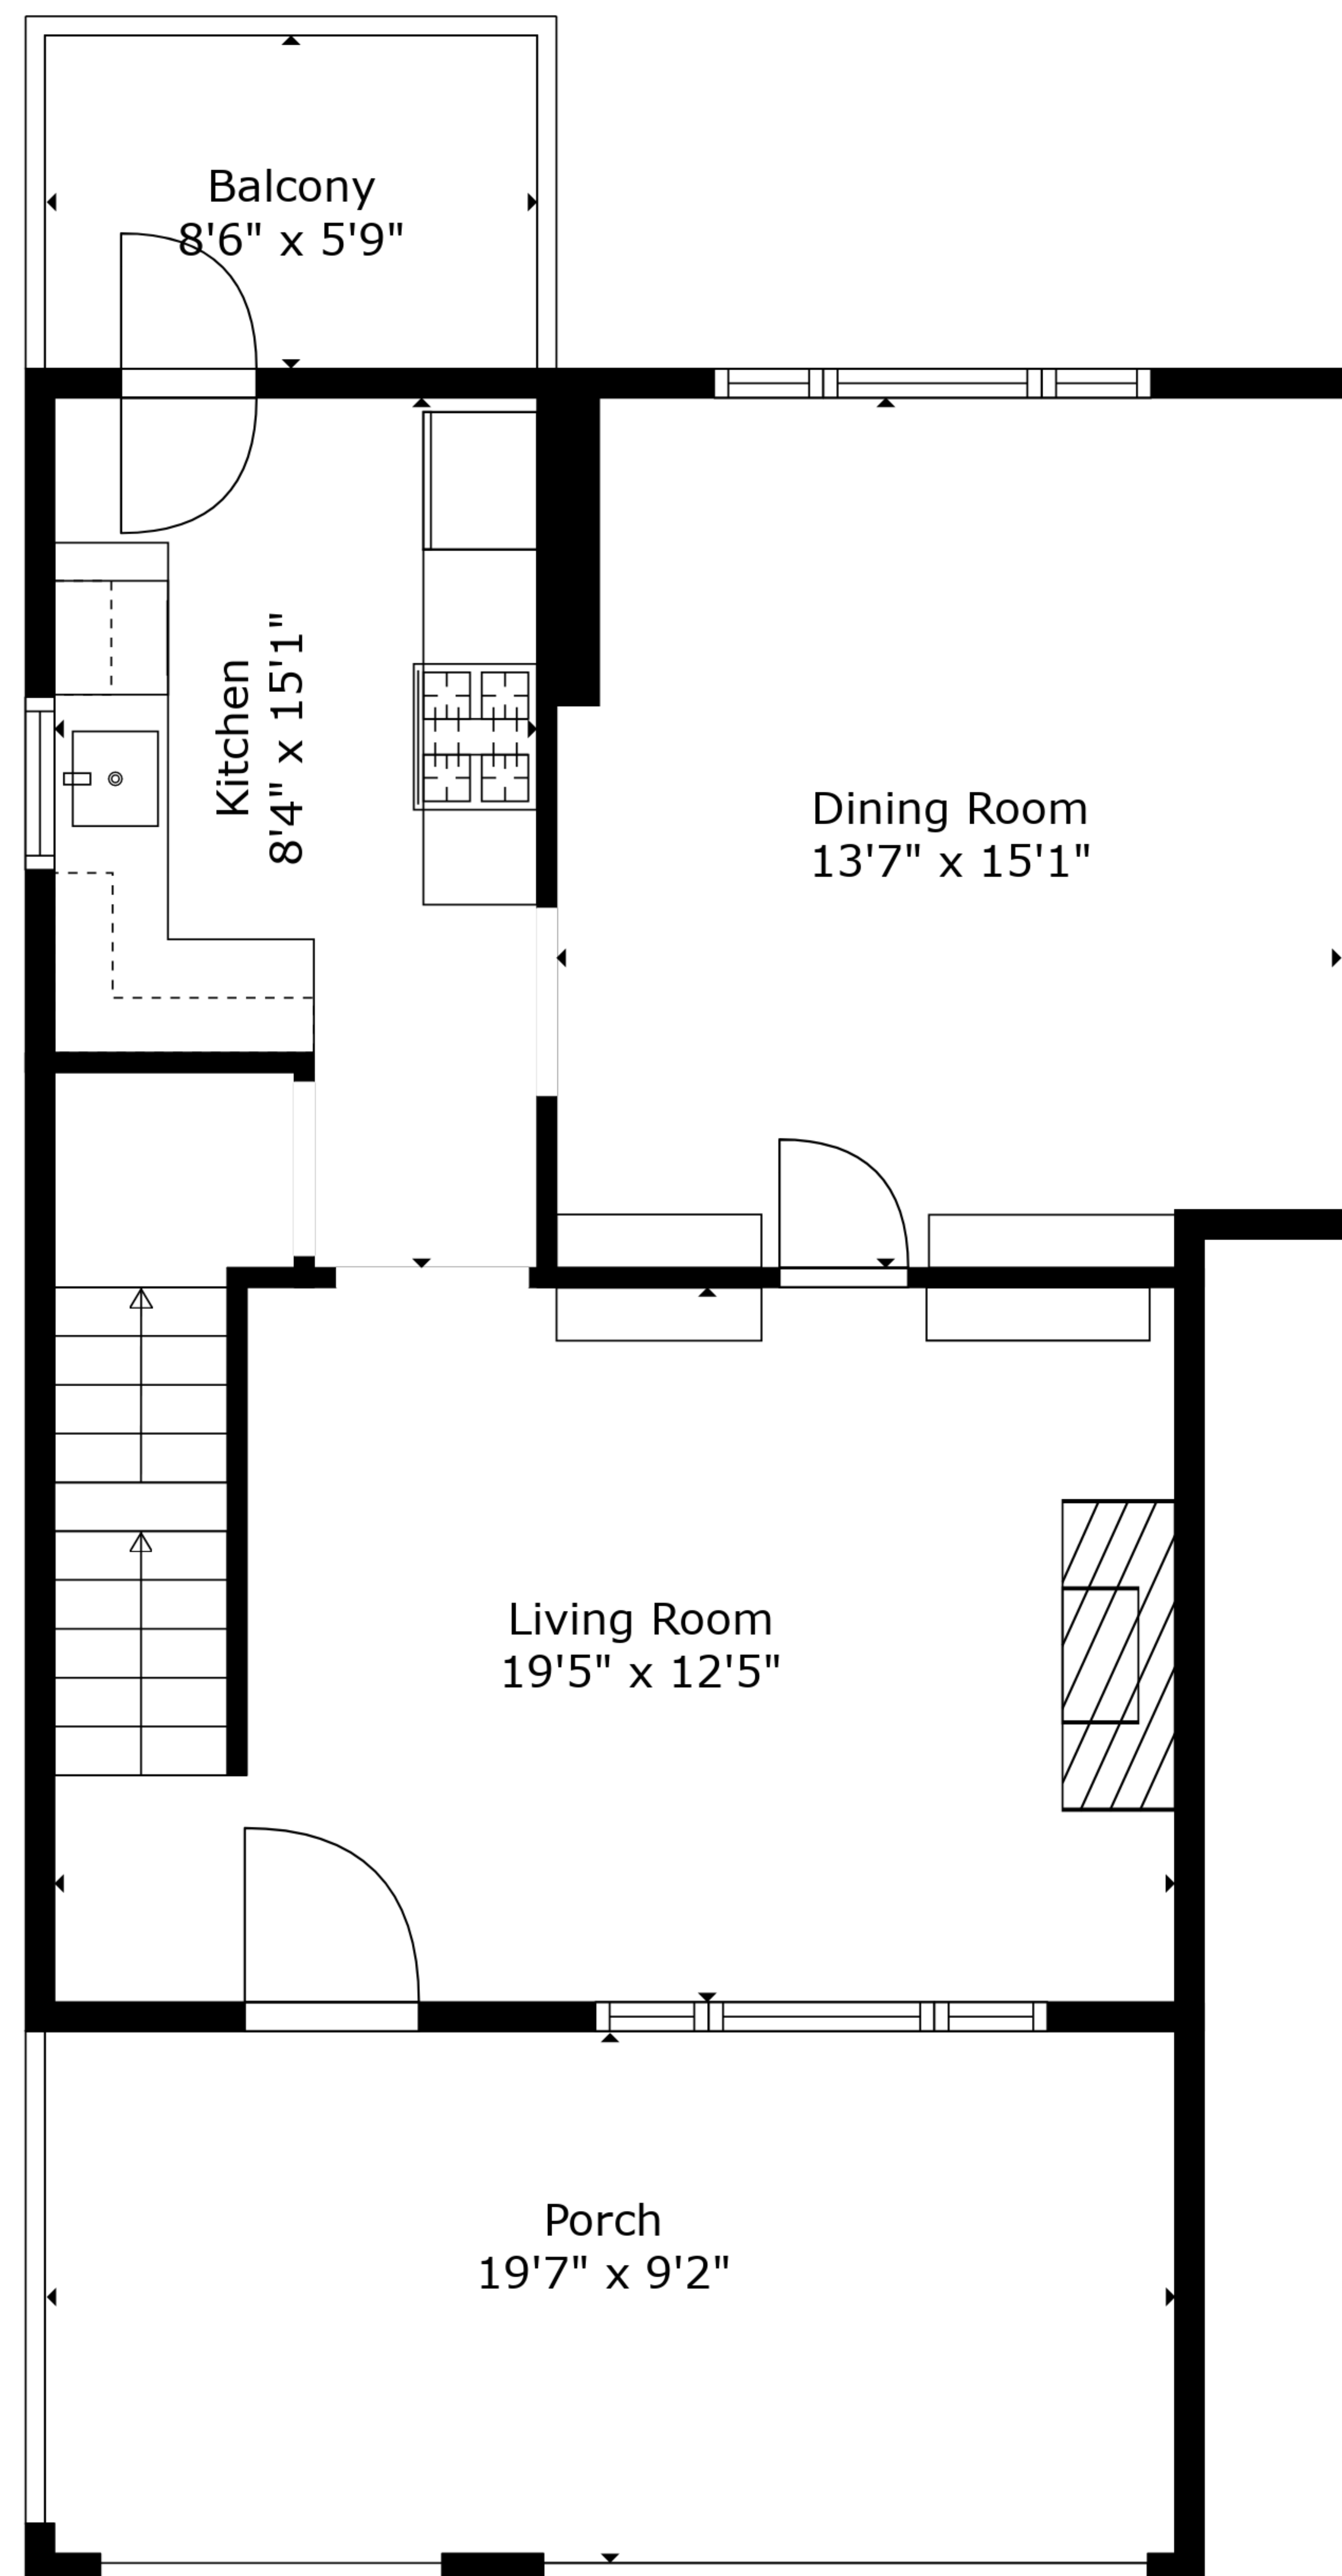 Balcony
8'6" x 5'9"
Kitchen
8'4" x 15'1"
Dining Room
13'7" x 15'1"
Living Room
19'5" x 12'5"
Porch
19'7" x 9'2"